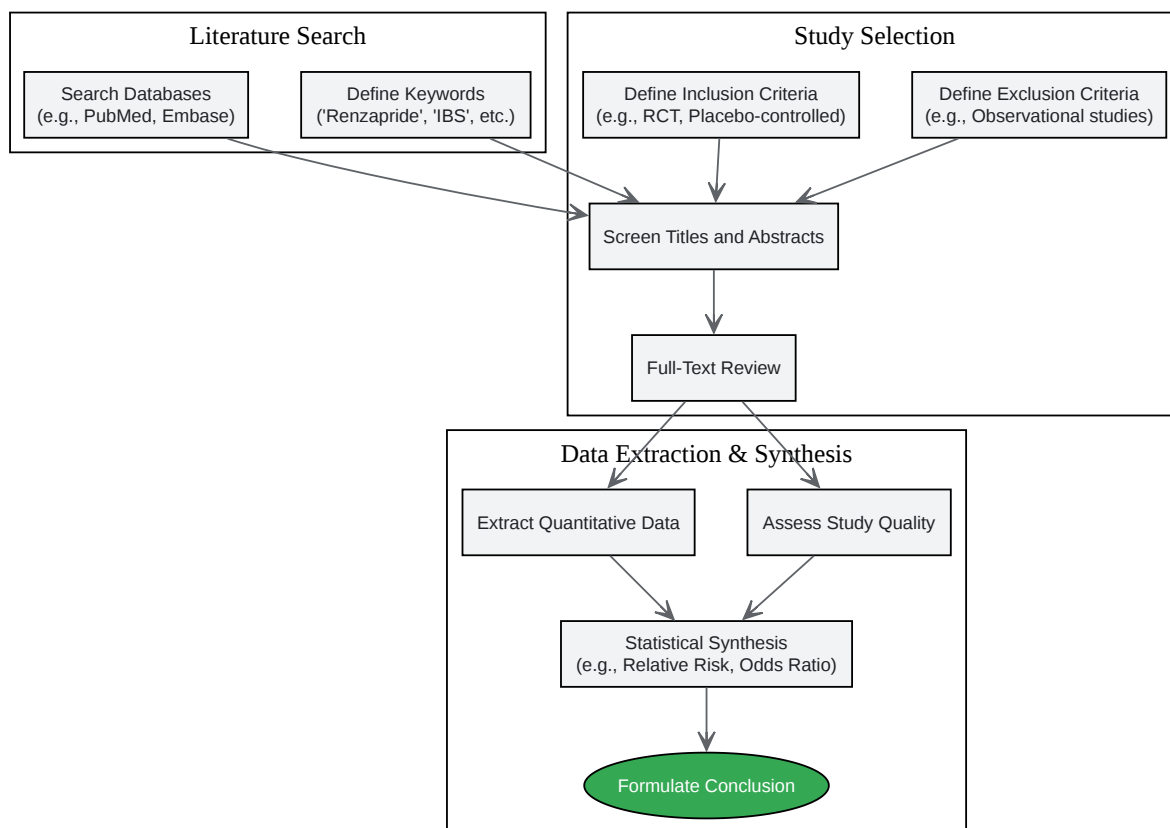 Literature Search
Search Databases
(e.g., PubMed, Embase)
Define Keywords
('Renzapride', 'IBS', etc.)
Study Selection
Define Inclusion Criteria
(e.g., RCT, Placebo-controlled)
Define Exclusion Criteria
(e.g., Observational studies)
Screen Titles and Abstracts
Full-Text Review
Data Extraction & Synthesis
Extract Quantitative Data
Assess Study Quality
Statistical Synthesis
(e.g., Relative Risk, Odds Ratio)
Formulate Conclusion